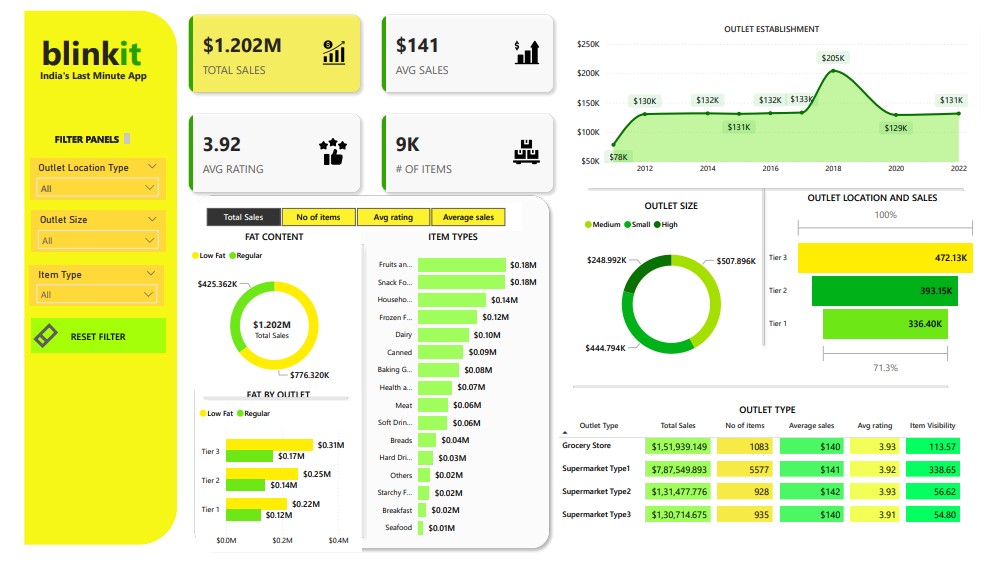 blinkit
India's Last Minute App
FILTER PANELS
Outlet Location Type
All
Outlet Size
All
Item Type
All
RESET FILTER
$1.202M
TOTAL SALES
$141
AVG SALES
3.92
AVG RATING
9K
# OF ITEMS
Total Sales No of items Avg rating Average sales
FAT CONTENT
Low Fat Regular
$425.362K
$1.202M
Total Sales
$776.320K
FAT BY OUTLET
Low Fat Regular
Tier 3 $0.31M
$0.17M
Tier 2 $0.25M
$0.14M
Tier 1 $0.22M
$0.12M
$0.0M $0.2M $0.4M
ITEM TYPES
Fruits an... $0.18M
Snack Fo... $0.18M
Househo... $0.14M
Frozen F... $0.12M
Dairy $0.10M
Canned $0.09M
Baking G... $0.08M
Health a... $0.07M
Meat $0.06M
Soft Drin... $0.06M
Breads $0.04M
Hard Dri... $0.03M
Others $0.02M
Starchy F... $0.02M
Breakfast $0.02M
Seafood $0.01M
OUTLET ESTABLISHMENT
$250K
$200K
$150K
$100K
$50K
$78K $130K $132K $131K $132K $133K $205K $129K $131K
2012 2014 2016 2018 2020 2022
OUTLET SIZE
Medium Small High
$248.992K
$507.896K
$444.794K
OUTLET LOCATION AND SALES
100%
Tier 3 472.13K
Tier 2 393.15K
Tier 1 336.40K
71.3%
OUTLET TYPE
Outlet Type Total Sales No of items Average sales Avg rating Item Visibility
Grocery Store $1,51,939.149 1083 $140 3.93 113.57
Supermarket Type1 $7,87,549.893 5577 $141 3.92 338.65
Supermarket Type2 $1,31,477.776 928 $142 3.93 56.62
Supermarket Type3 $1,30,714.675 935 $140 3.91 54.80